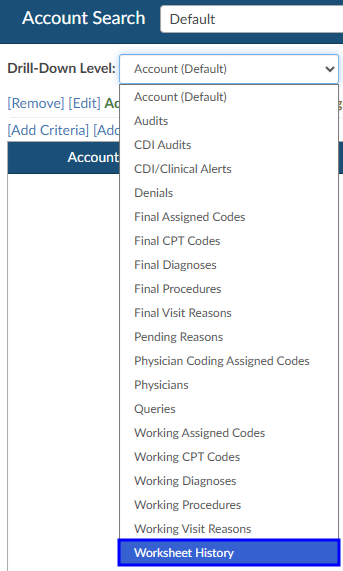 Account Search Default
Drill-Down Level: Account (Default)
[Remove] [Edit]
Account (Default)
Audits
[Add Criteria]
CDI Audits
Account
CDI/Clinical Alerts
Denials
Final Assigned Codes
Final CPT Codes
Final Diagnoses
Final Procedures
Final Visit Reasons
Pending Reasons
Physician Coding Assigned Codes
Physicians
Queries
Working Assigned Codes
Working CPT Codes
Working Diagnoses
Working Procedures
Working Visit Reasons
Worksheet History